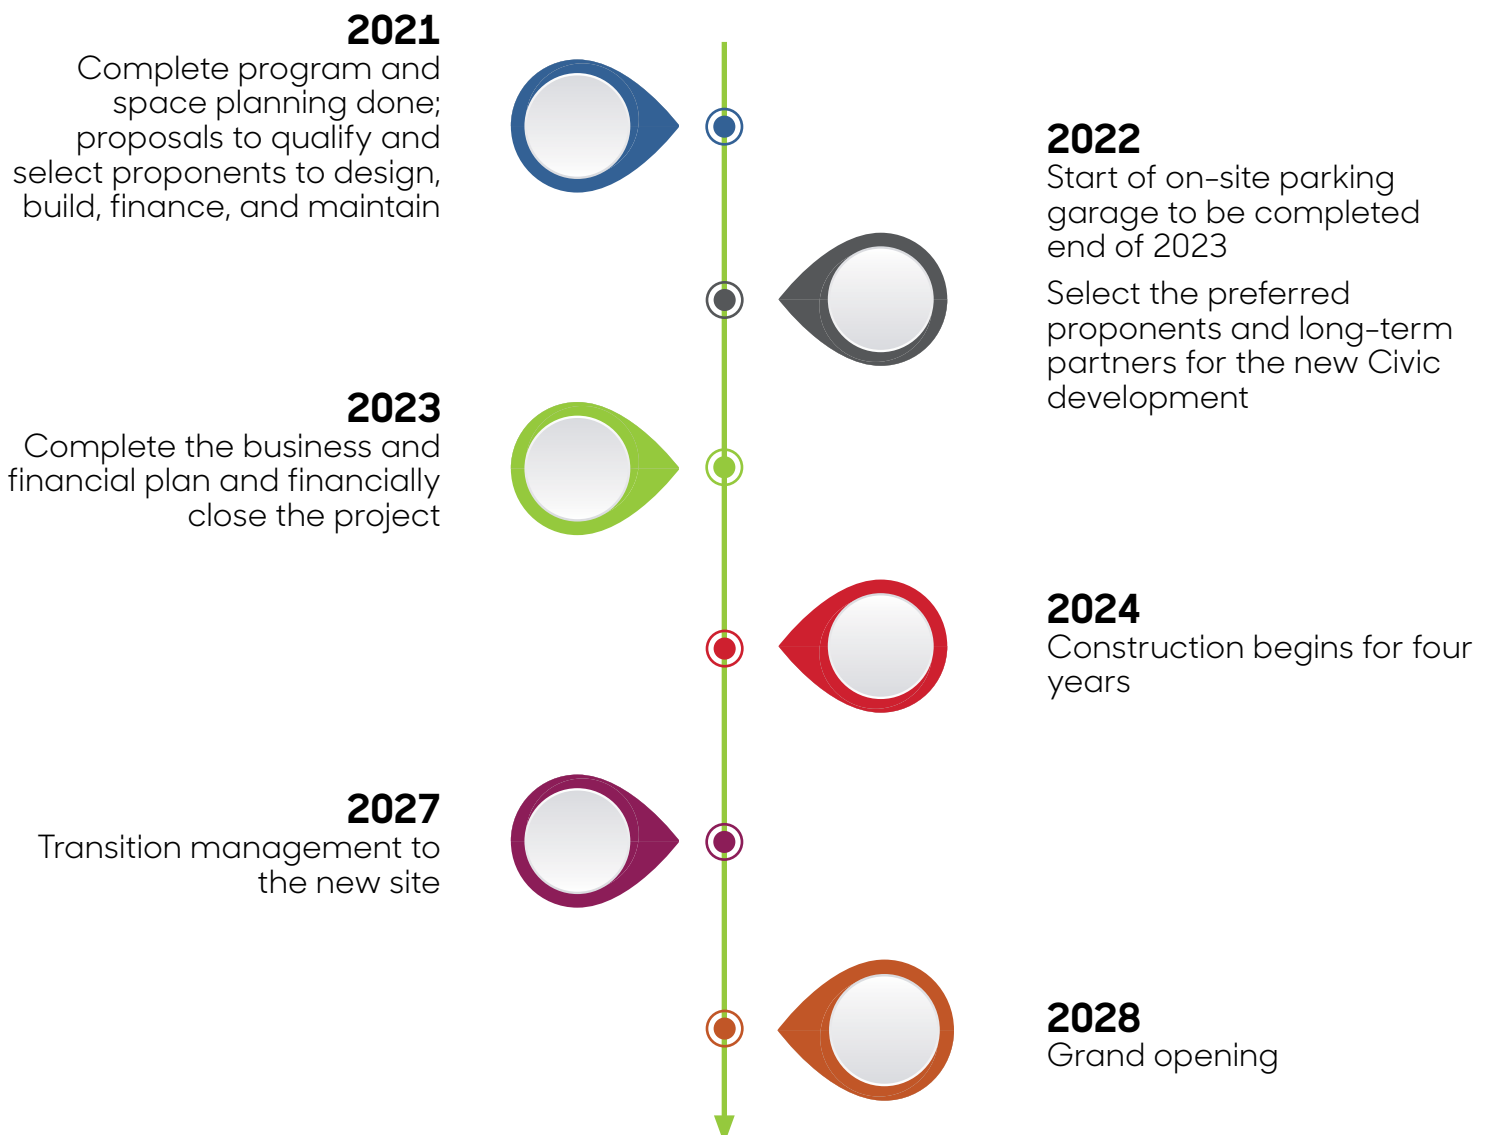 2021
Complete program and
space planning done;
proposals to qualify and
select proponents to design,
build, finance, and maintain
2022
Start of on-site parking
garage to be completed
end of 2023
Select the preferred
proponents and long-term
partners for the new Civic
development
2023
Complete the business and
financial plan and financially
close the project
2024
Construction begins for four
years
2027
Transition management to
the new site
2028
Grand opening